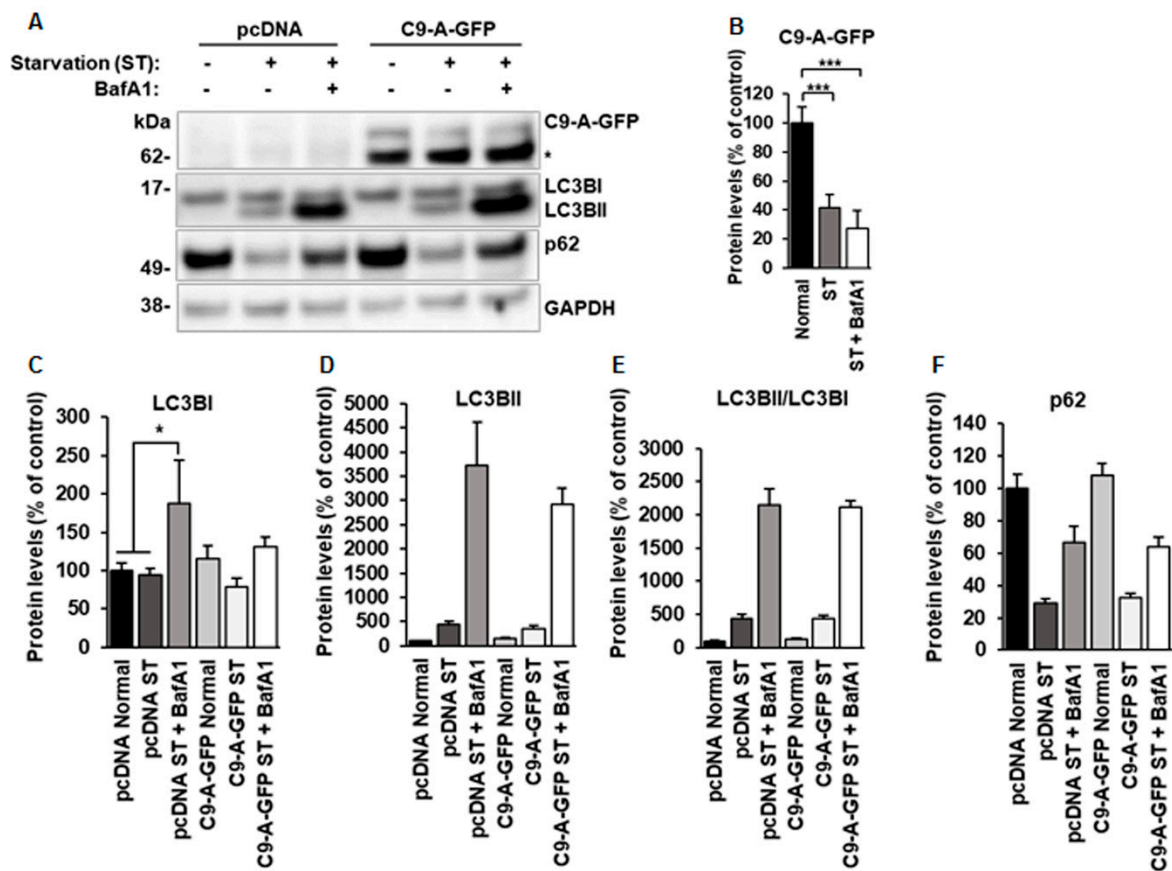 A
pcDNA C9-A-GFP
Starvation (ST): - + + - + +
BafA1: - - + - - +
kDa
C9-A-GFP
62- *
17- LC3BI
LC3BII
p62
49-
38- GAPDH
B
C9-A-GFP
***
***
Protein levels (% of control)
120
100
80
60
40
20
0
Normal
ST
ST + BafA1
C
LC3BI
*
Protein levels (% of control)
300
250
200
150
100
50
0
pcDNA Normal
pcDNA ST
pcDNA ST + BafA1
C9-A-GFP Normal
C9-A-GFP ST
C9-A-GFP ST + BafA1
D
LC3BII
Protein levels (% of control)
5000
4500
4000
3500
3000
2500
2000
1500
1000
500
0
pcDNA Normal
pcDNA ST
pcDNA ST + BafA1
C9-A-GFP Normal
C9-A-GFP ST
C9-A-GFP ST + BafA1
E
LC3BII/LC3BI
Protein levels (% of control)
3000
2500
2000
1500
1000
500
0
pcDNA Normal
pcDNA ST
pcDNA ST + BafA1
C9-A-GFP Normal
C9-A-GFP ST
C9-A-GFP ST + BafA1
F
p62
Protein levels (% of control)
140
120
100
80
60
40
20
0
pcDNA Normal
pcDNA ST
pcDNA ST + BafA1
C9-A-GFP Normal
C9-A-GFP ST
C9-A-GFP ST + BafA1